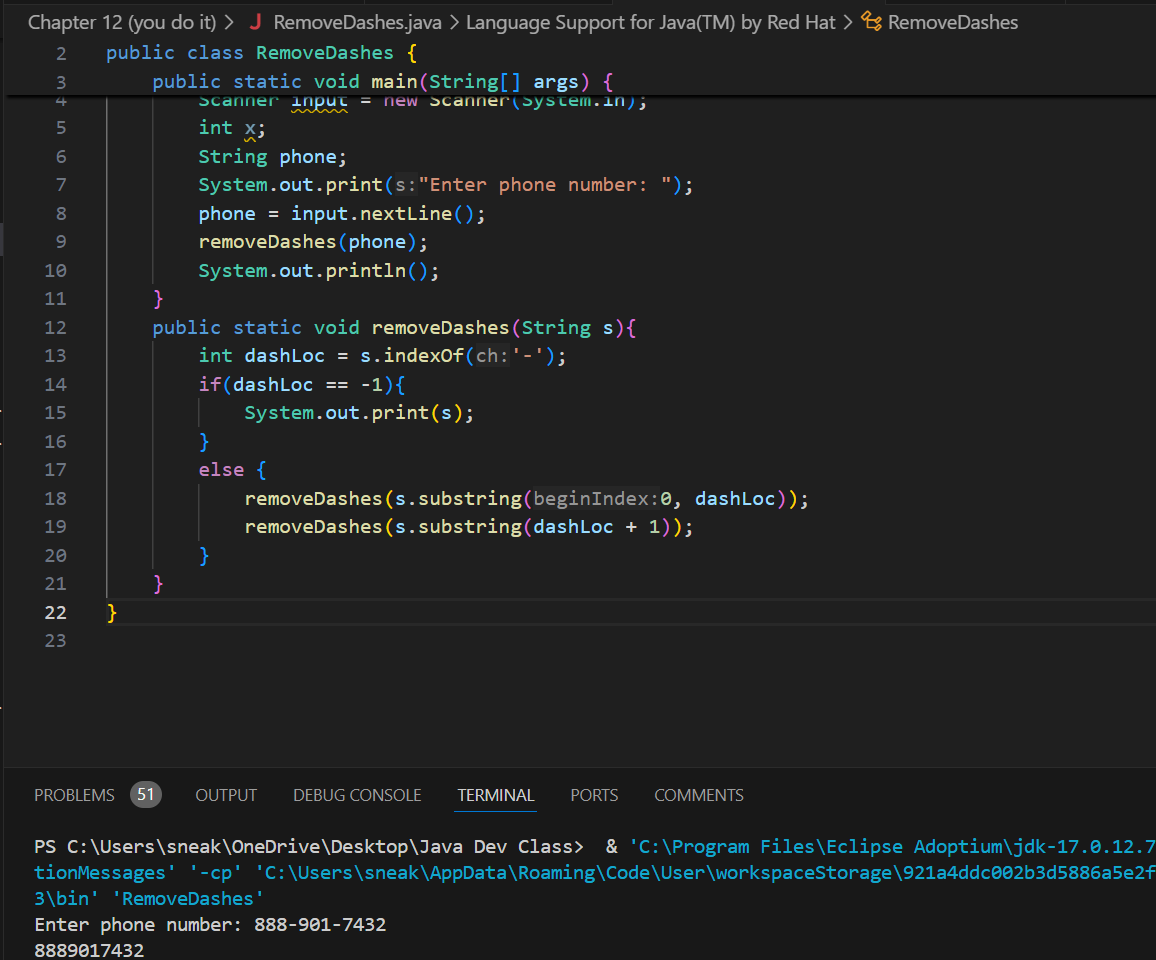 Chapter 12 (you do it) > J RemoveDashes.java > Language Support for Java(TM) by Red Hat > RemoveDashes
2 public class RemoveDashes {
3 public static void main(String[] args) {
4 Scanner input = new Scanner(System.in);
5 int x;
6 String phone;
7 System.out.print(s:"Enter phone number: ");
8 phone = input.nextLine();
9 removeDashes(phone);
10 System.out.println();
11 }
12 public static void removeDashes(String s){
13 int dashLoc = s.indexOf(ch:'-');
14 if(dashLoc == -1){
15 System.out.print(s);
16 }
17 else {
18 removeDashes(s.substring(beginIndex:0, dashLoc));
19 removeDashes(s.substring(dashLoc + 1));
20 }
21 }
22 }
23
PROBLEMS 51 OUTPUT DEBUG CONSOLE TERMINAL PORTS COMMENTS
PS C:\Users\sneak\OneDrive\Desktop\Java Dev Class> & 'C:\Program Files\Eclipse Adoptium\jdk-17.0.12.7
tionMessages' '-cp' 'C:\Users\sneak\AppData\Roaming\Code\User\workspaceStorage\921a4ddc002b3d5886a5e2f
3\bin' 'RemoveDashes'
Enter phone number: 888-901-7432
8889017432